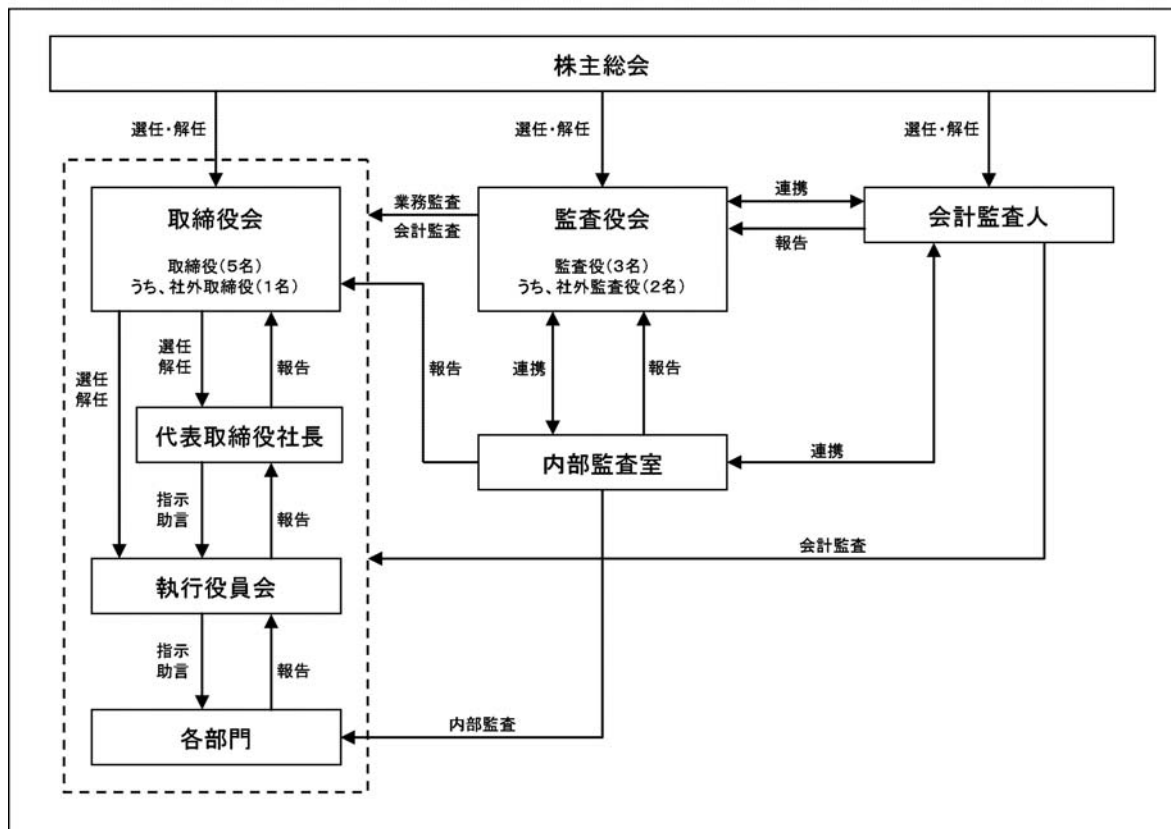 株主総会
選任・解任
選任・解任
選任・解任
取締役会
取締役(5名)
うち、社外取締役(1名)
業務監査
会計監査
監査役会
監査役(3名)
うち、社外監査役(2名)
連携
報告
会計監査人
選任
解任
選任
解任
報告
報告
連携
報告
代表取締役社長
内部監査室
連携
指示
助言
報告
会計監査
執行役員会
指示
助言
報告
各部門
内部監査